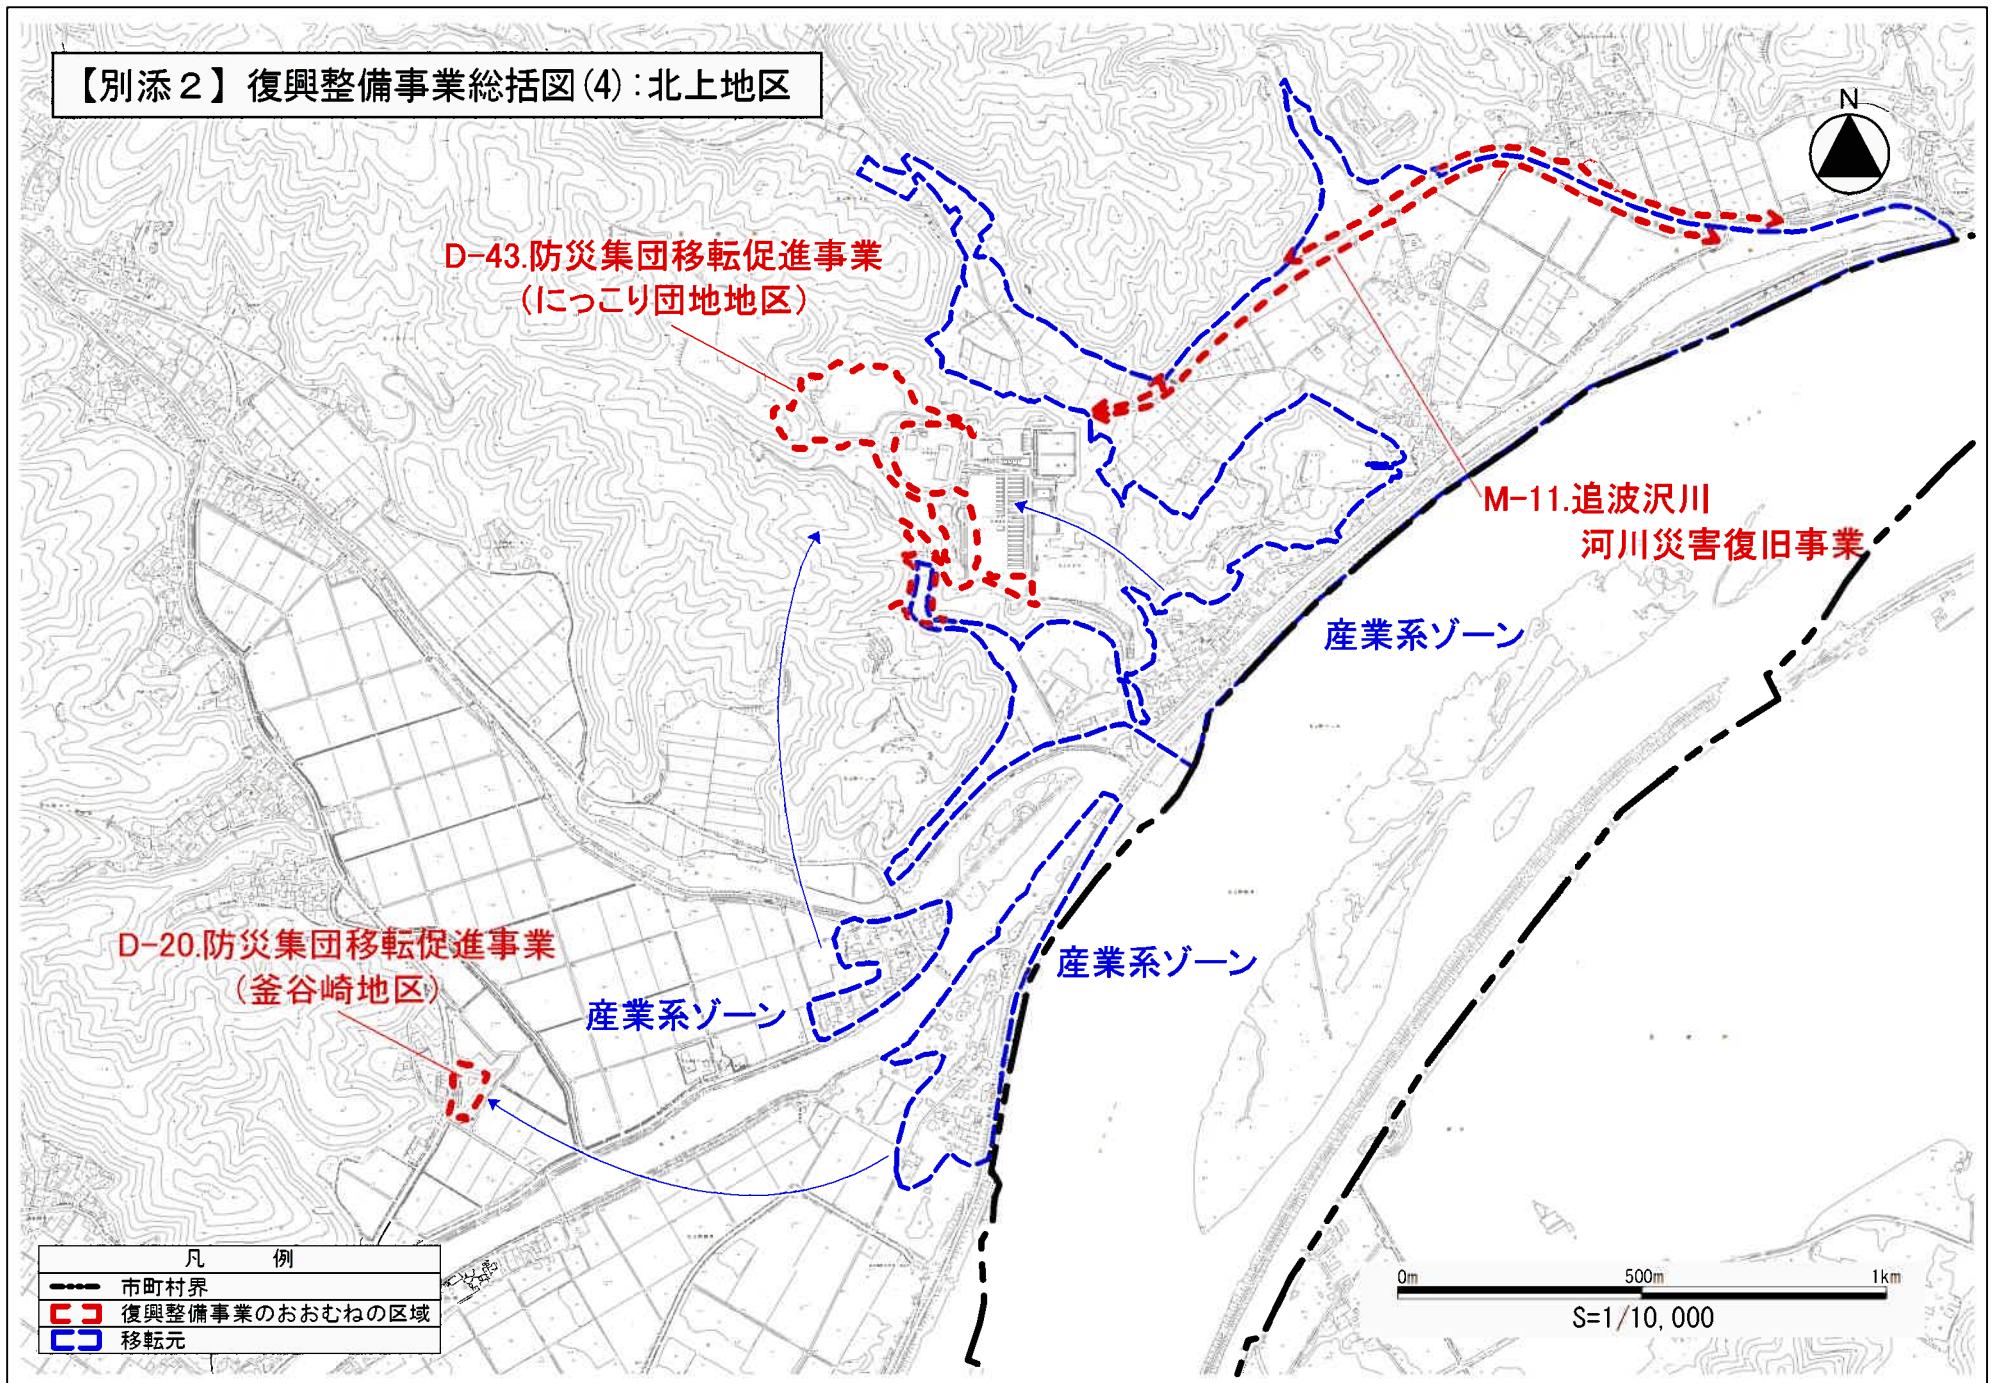 【別添２】復興整備事業総括図(4):北上地区
N
D-43.防災集団移転促進事業
(にっこり団地地区)
M-11.追波沢川
河川災害復旧事業
産業系ゾーン
D-20.防災集団移転促進事業
(釜谷崎地区)
産業系ゾーン
産業系ゾーン
凡 例
市町村界
復興整備事業のおおむねの区域
移転元
0m 500m 1km
S=1/10,000